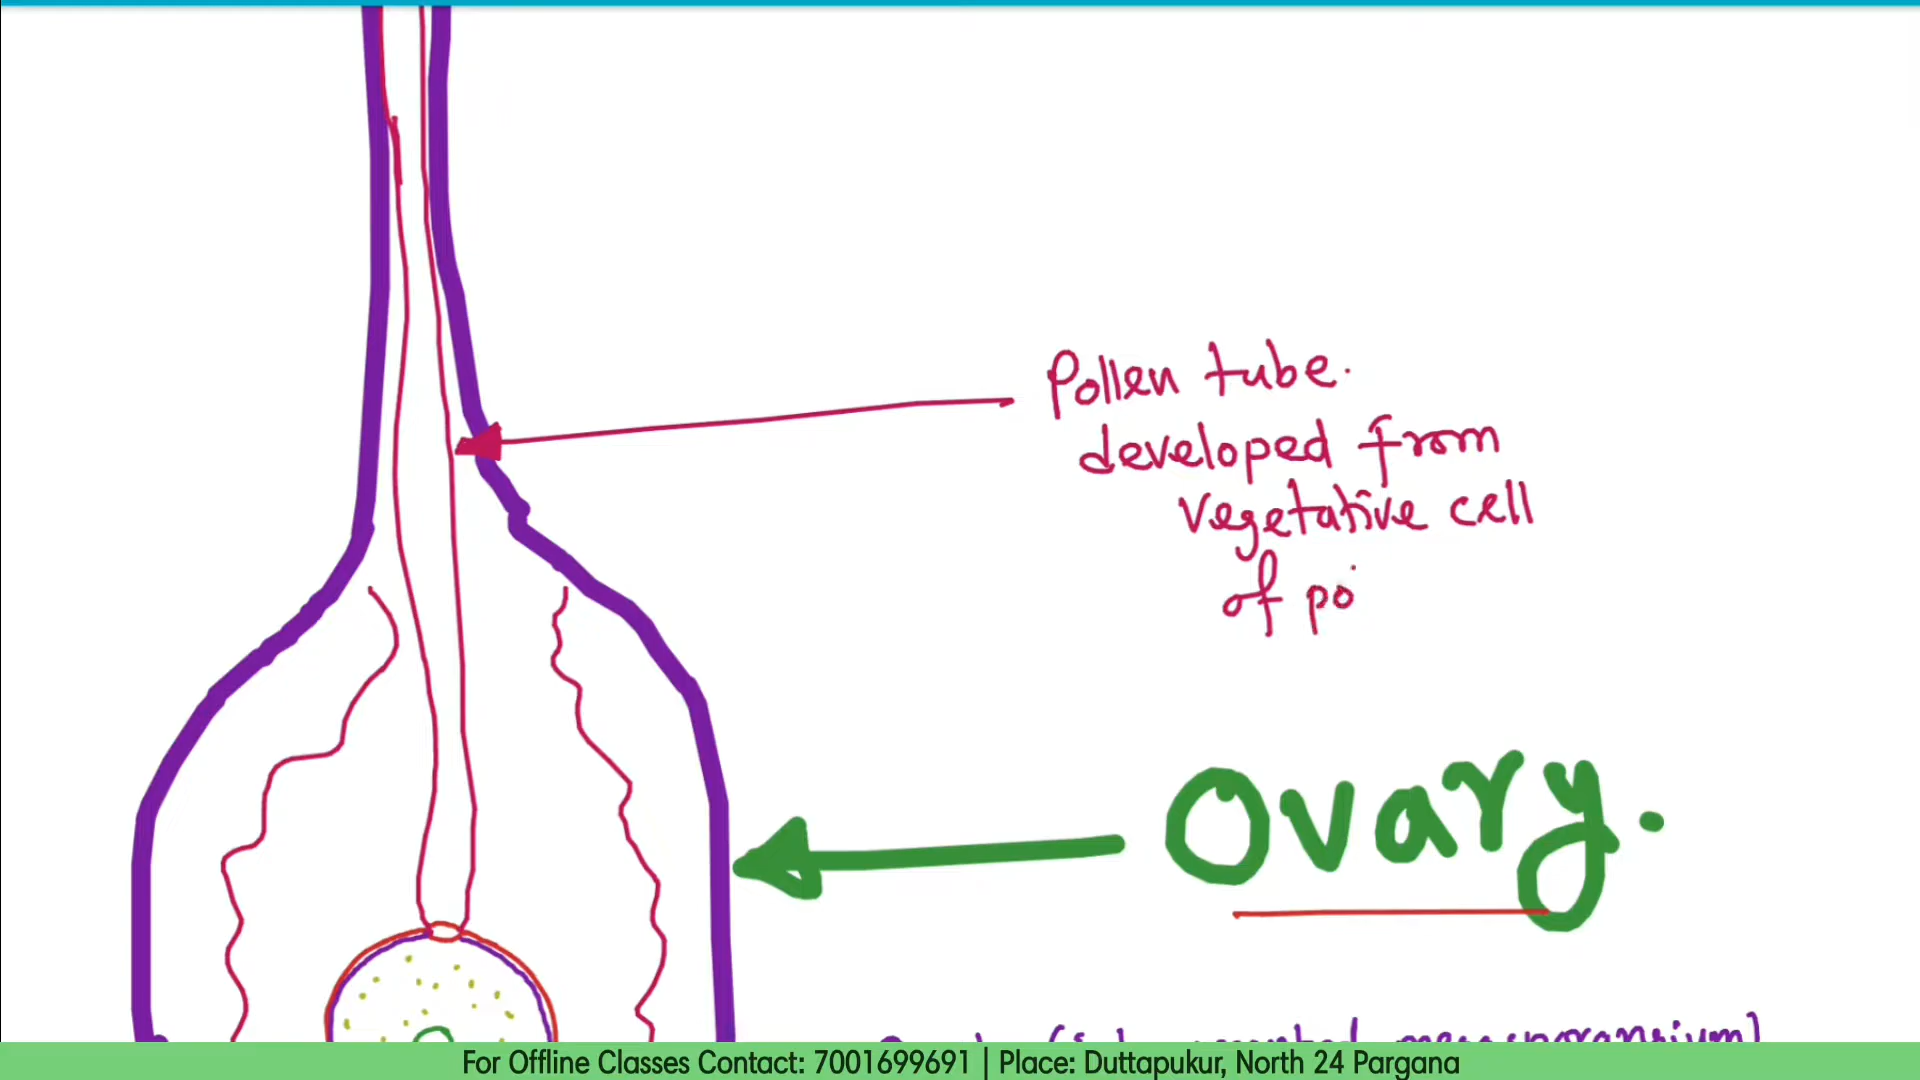 Pollen tube.
developed from
vegetative cell
of po
Ovary.
megasporangium)
For Offline Classes Contact: 7001699691 | Place: Duttapukur, North 24 Pargana